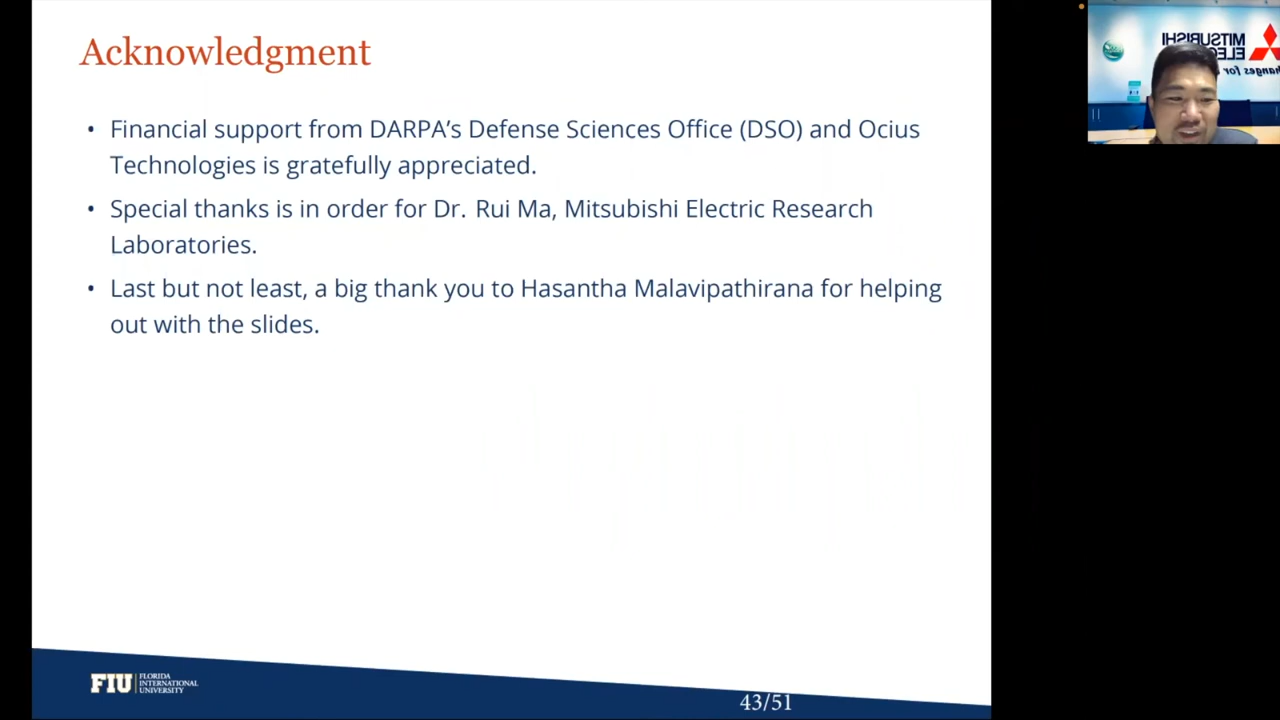 Acknowledgment
• Financial support from DARPA's Defense Sciences Office (DSO) and Ocius
Technologies is gratefully appreciated.
• Special thanks is in order for Dr. Rui Ma, Mitsubishi Electric Research
Laboratories.
• Last but not least, a big thank you to Hasantha Malavipathirana for helping
out with the slides.
FIU FLORIDA
INTERNATIONAL
UNIVERSITY
43/51
MITSUBISHI
for